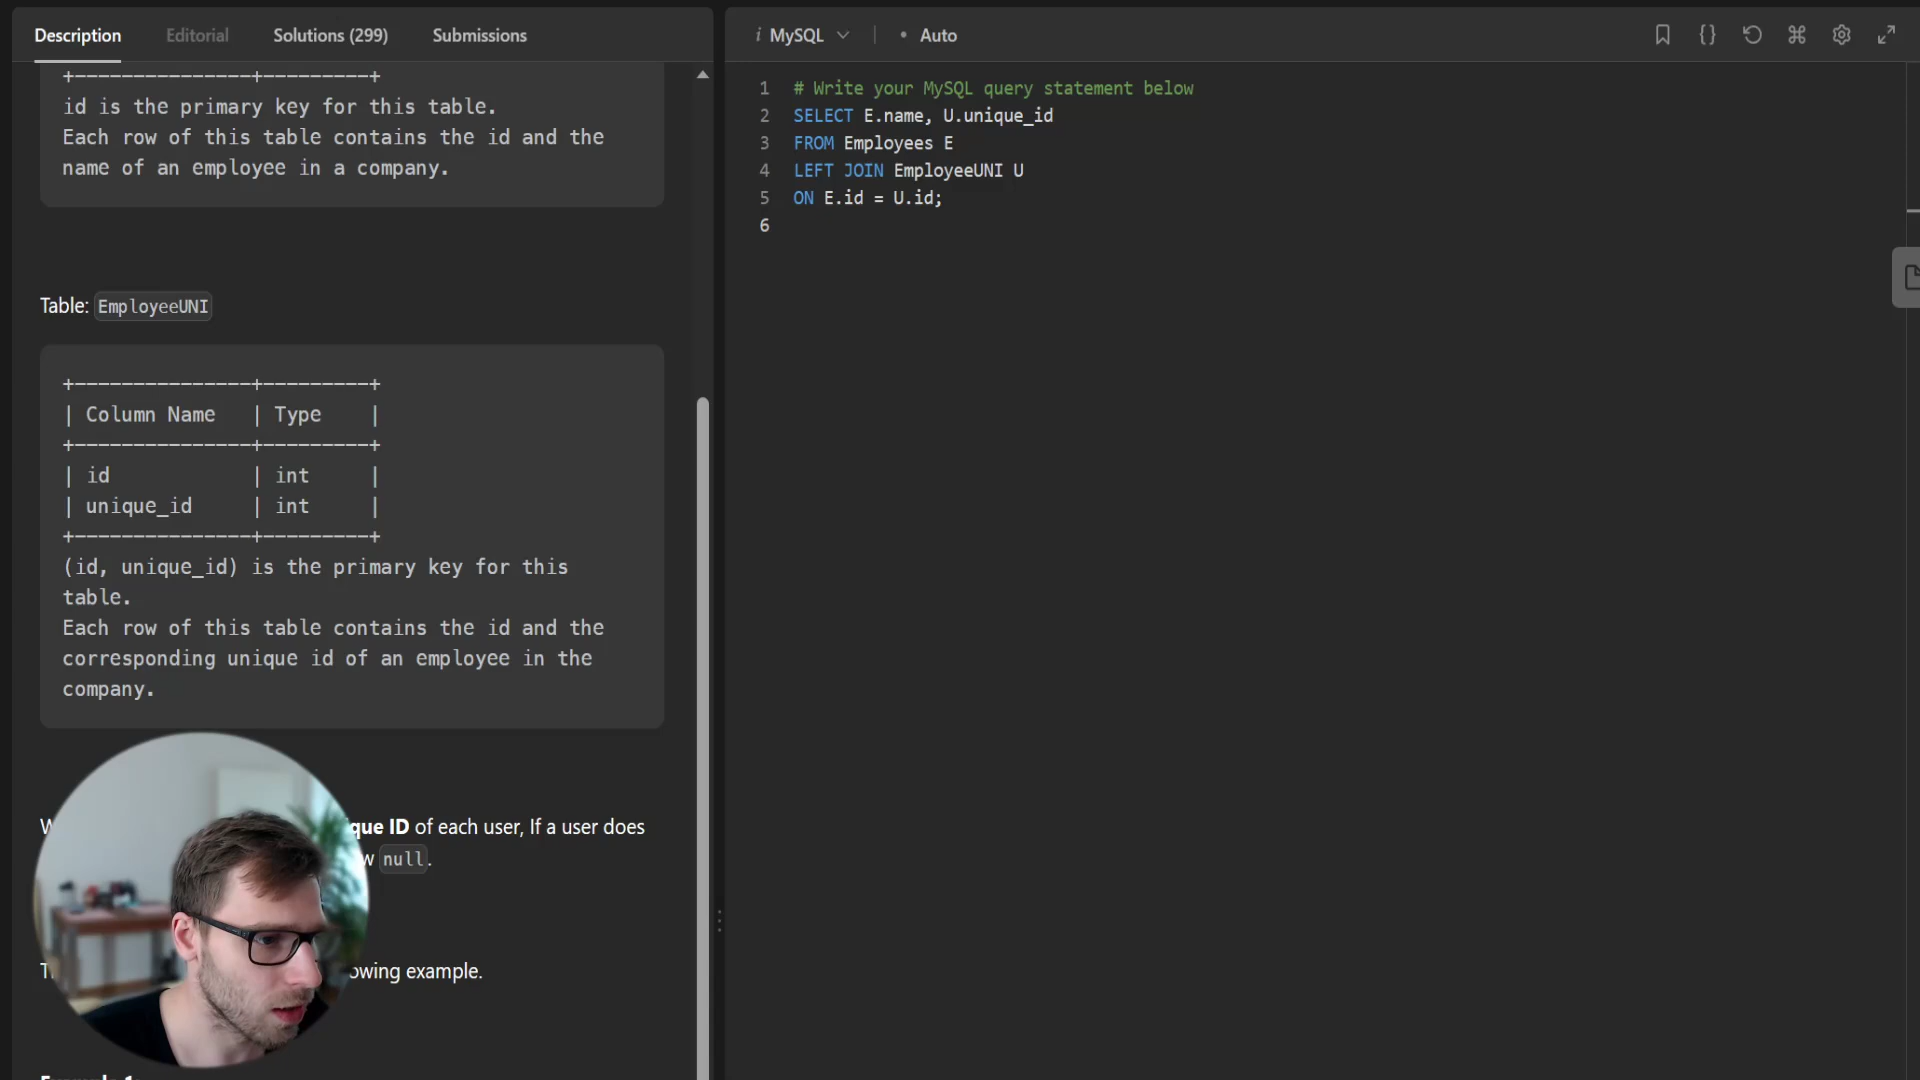 Description Editorial Solutions (299) Submissions
+---------------+---------+
id is the primary key for this table.
Each row of this table contains the id and the
name of an employee in a company.
Table: EmployeeUNI
+---------------+---------+
| Column Name   | Type    |
+---------------+---------+
| id            | int     |
| unique_id     | int     |
+---------------+---------+
(id, unique_id) is the primary key for this
table.
Each row of this table contains the id and the
corresponding unique id of an employee in the
company.
ID of each user, If a user does
null.
example.
i MySQL • Auto
1 # Write your MySQL query statement below
2 SELECT E.name, U.unique_id
3 FROM Employees E
4 LEFT JOIN EmployeeUNI U
5 ON E.id = U.id;
6